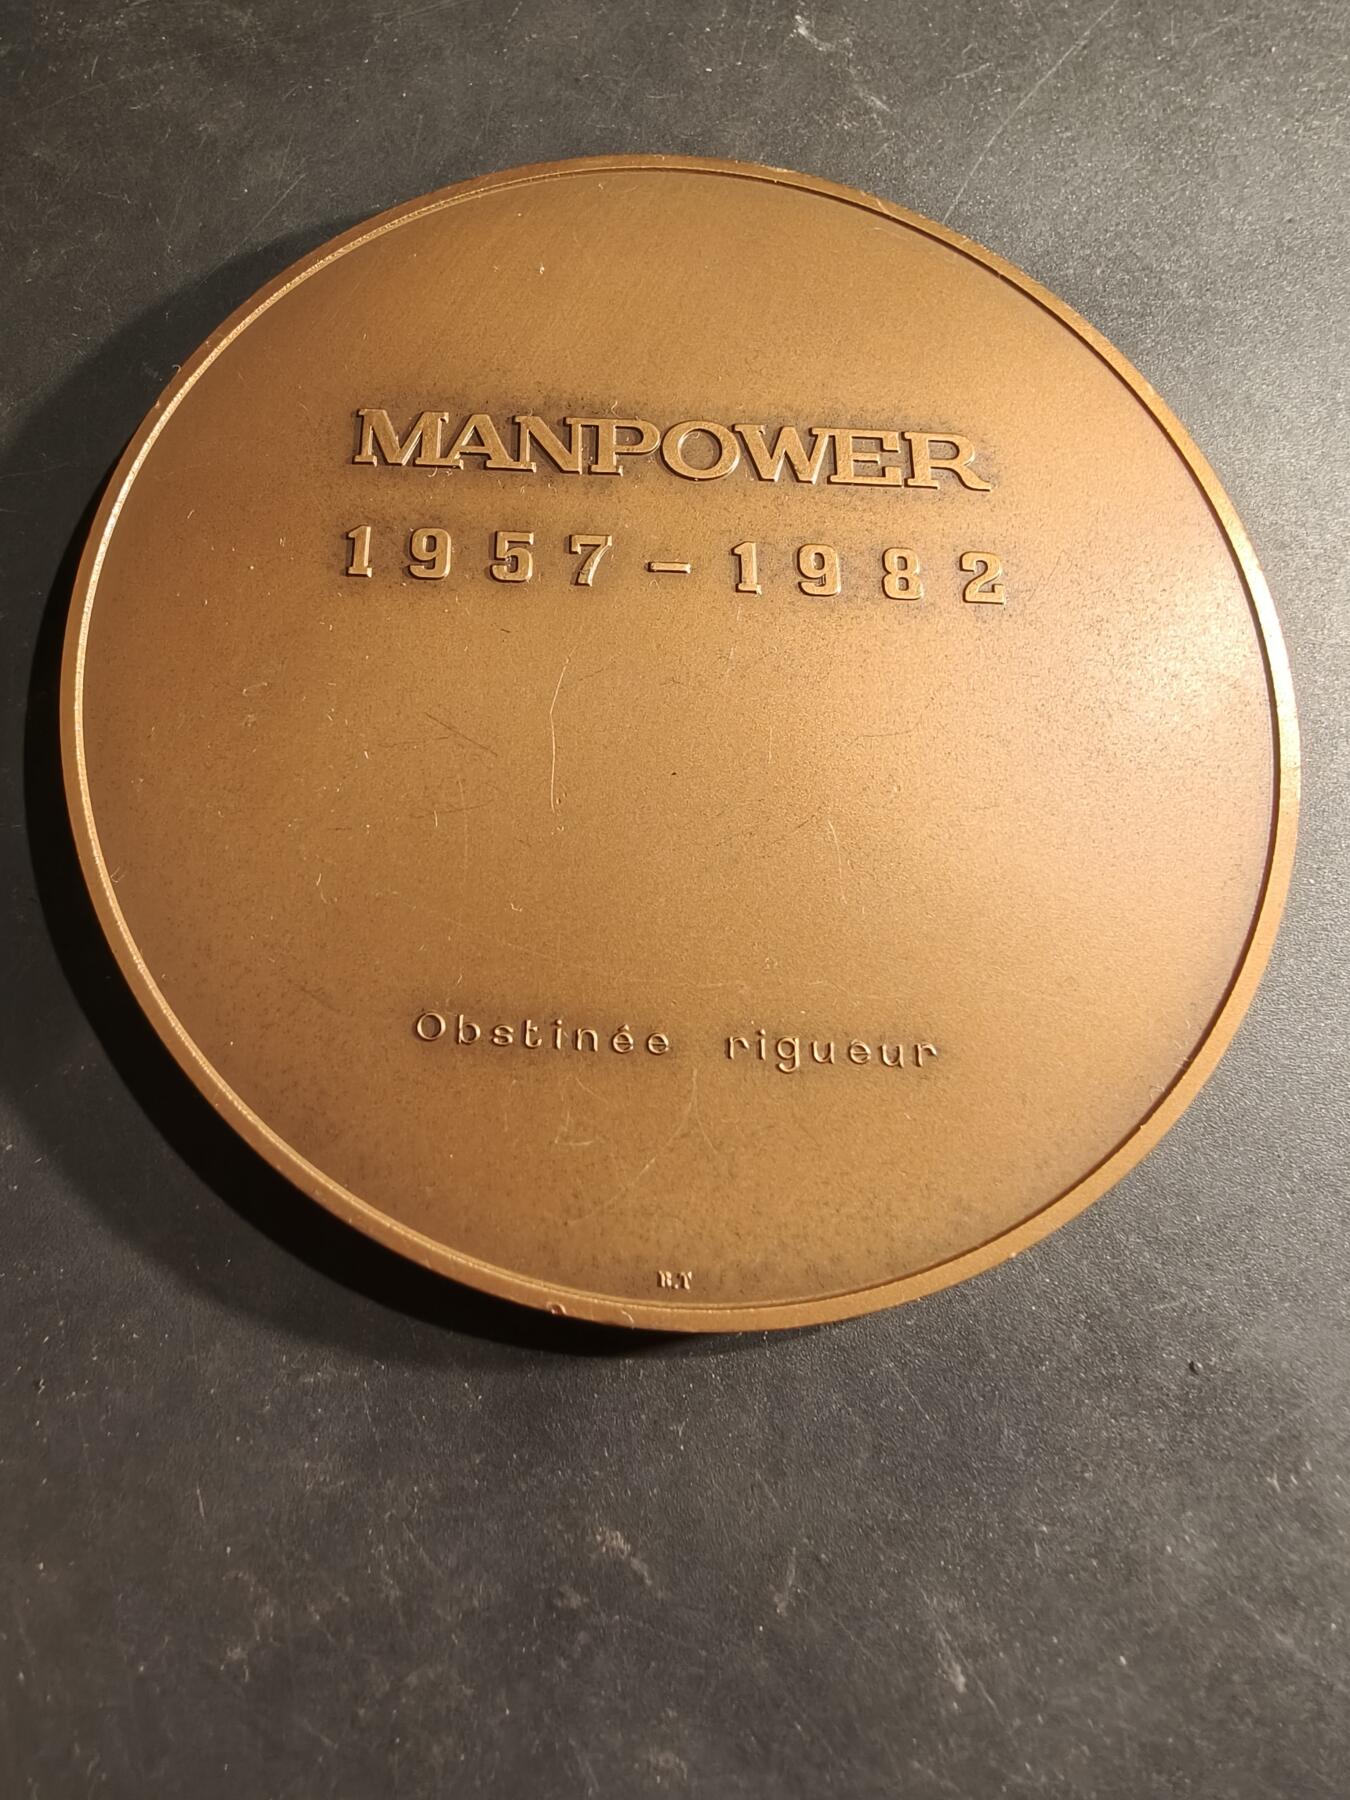 MANPOWER
1957-1982
Obstinée rigueur
R.T